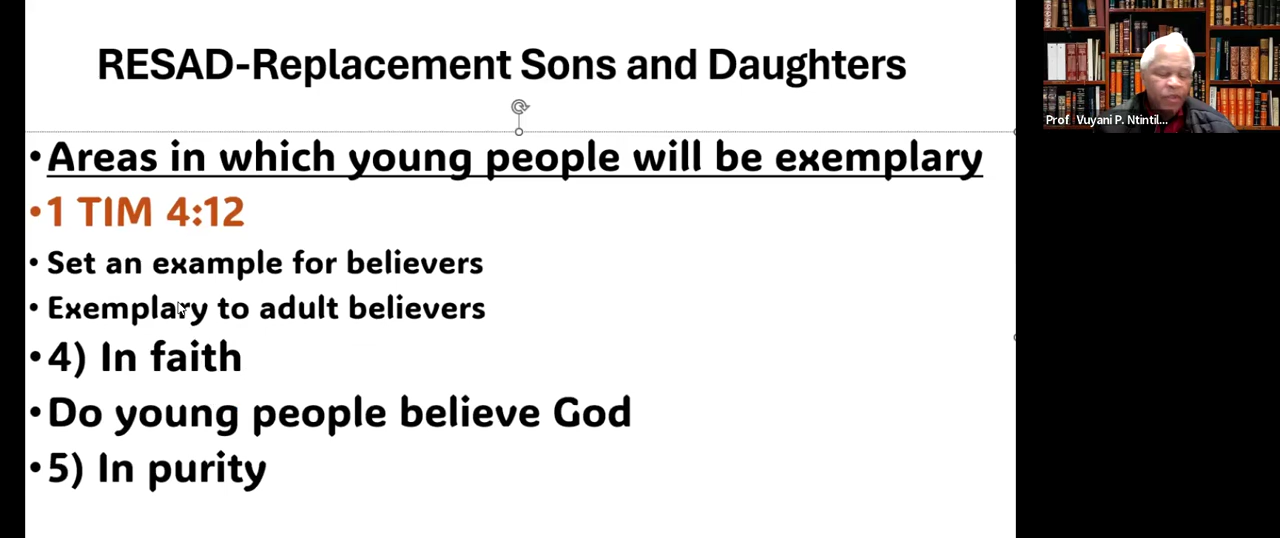 RESAD-Replacement Sons and Daughters
•Areas in which young people will be exemplary
•1 TIM 4:12
• Set an example for believers
• Exemplary to adult believers
•4) In faith
•Do young people believe God
•5) In purity
Prof Vuyani P. Ntintil...